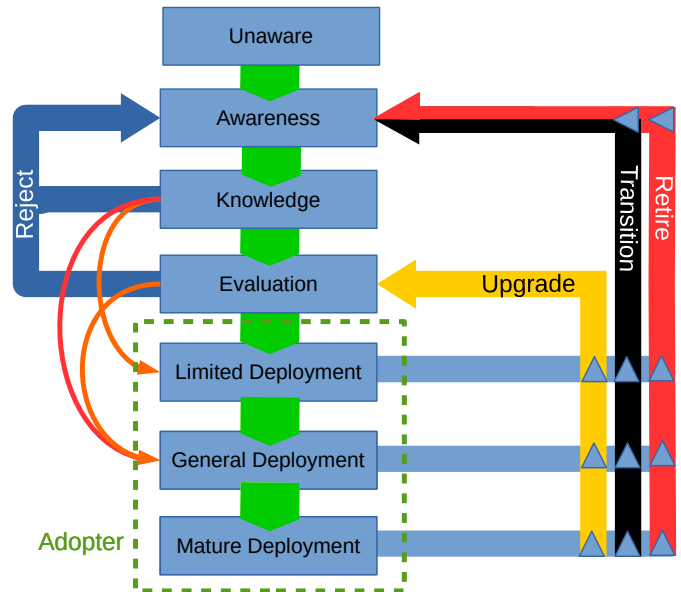 Unaware
Awareness
Knowledge
Evaluation
Limited Deployment
General Deployment
Mature Deployment
Reject
Adopter
Upgrade
Transition
Retire